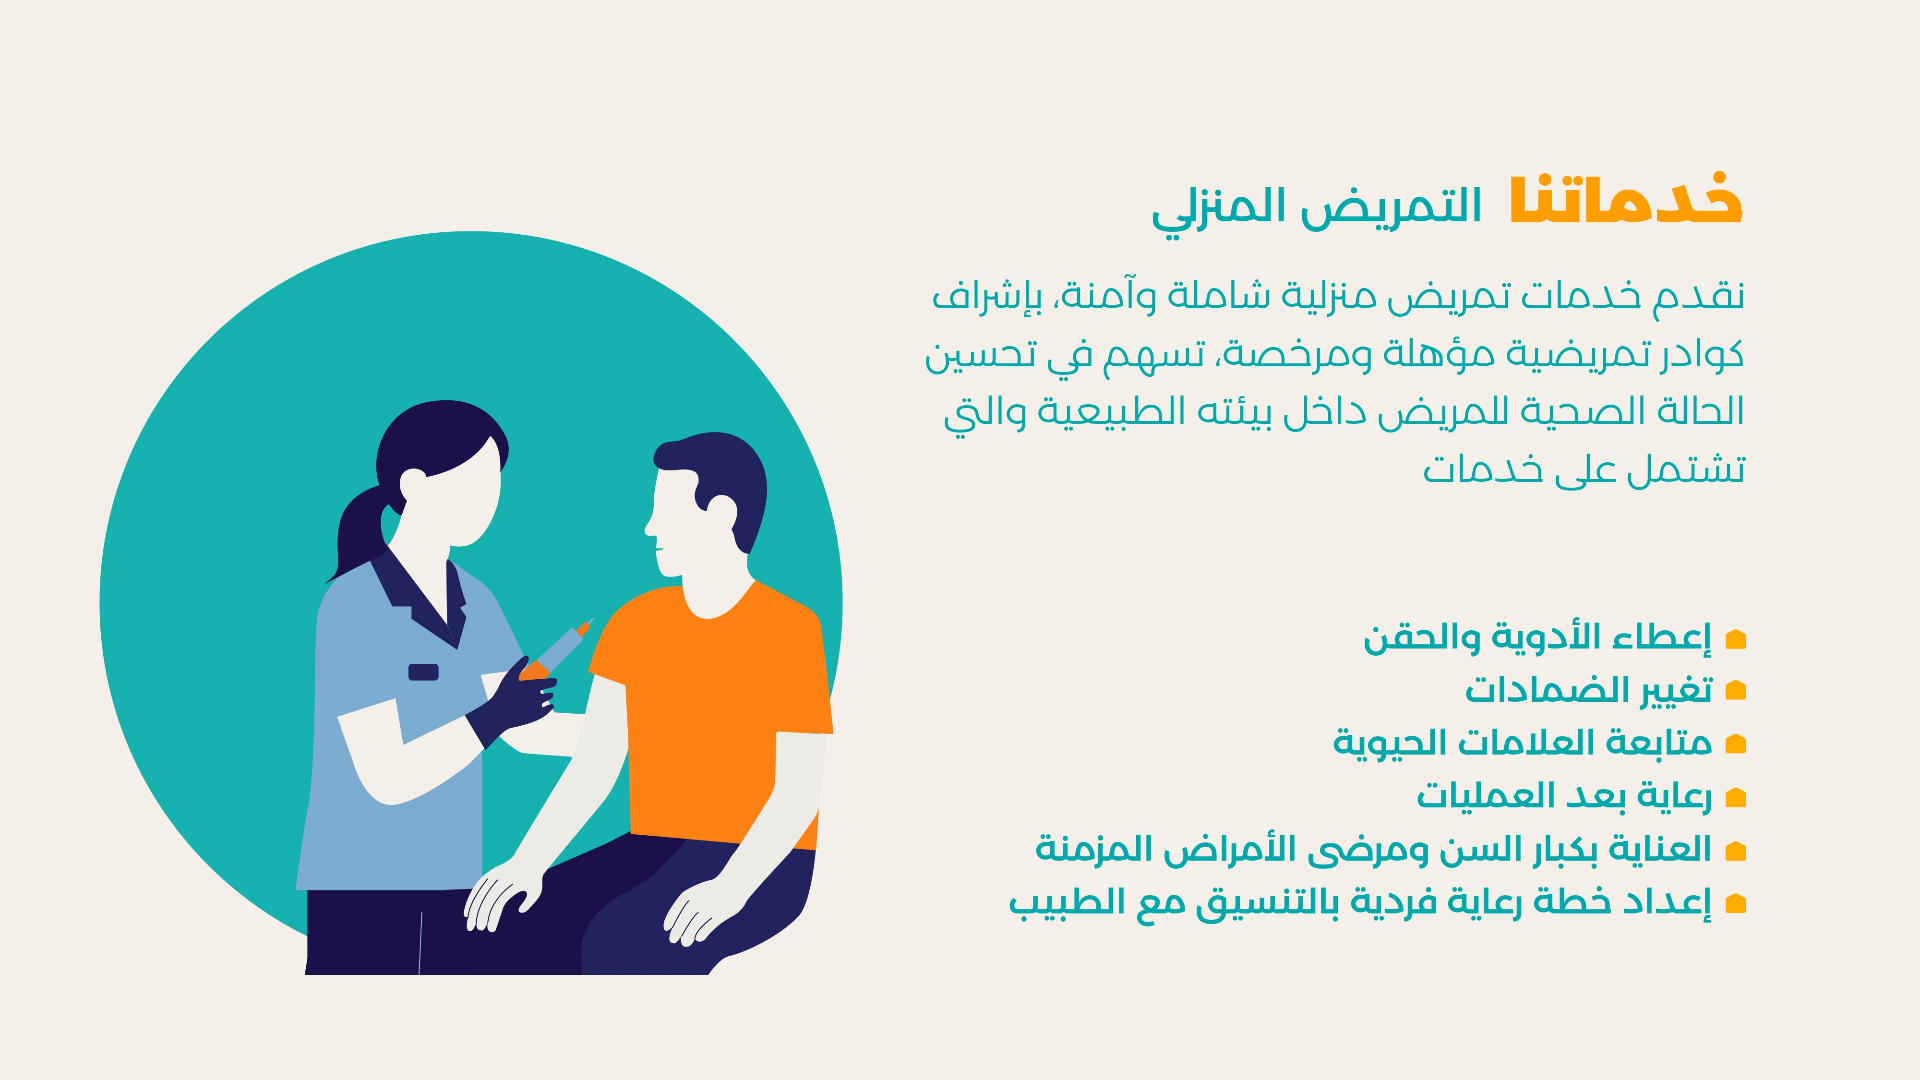 خدماتنا التمريض المنزلي
نقدم خدمات تمريض منزلية شاملة وآمنة، بإشراف
كوادر تمريضية مؤهلة ومرخصة، تسهم في تحسين
الحالة الصحية للمريض داخل بيئته الطبيعية والتي
تشتمل على خدمات
إعطاء الأدوية والحقن
تغيير الضمادات
متابعة العلامات الحيوية
رعاية بعد العمليات
العناية بكبار السن ومرضى الأمراض المزمنة
إعداد خطة رعاية فردية بالتنسيق مع الطبيب